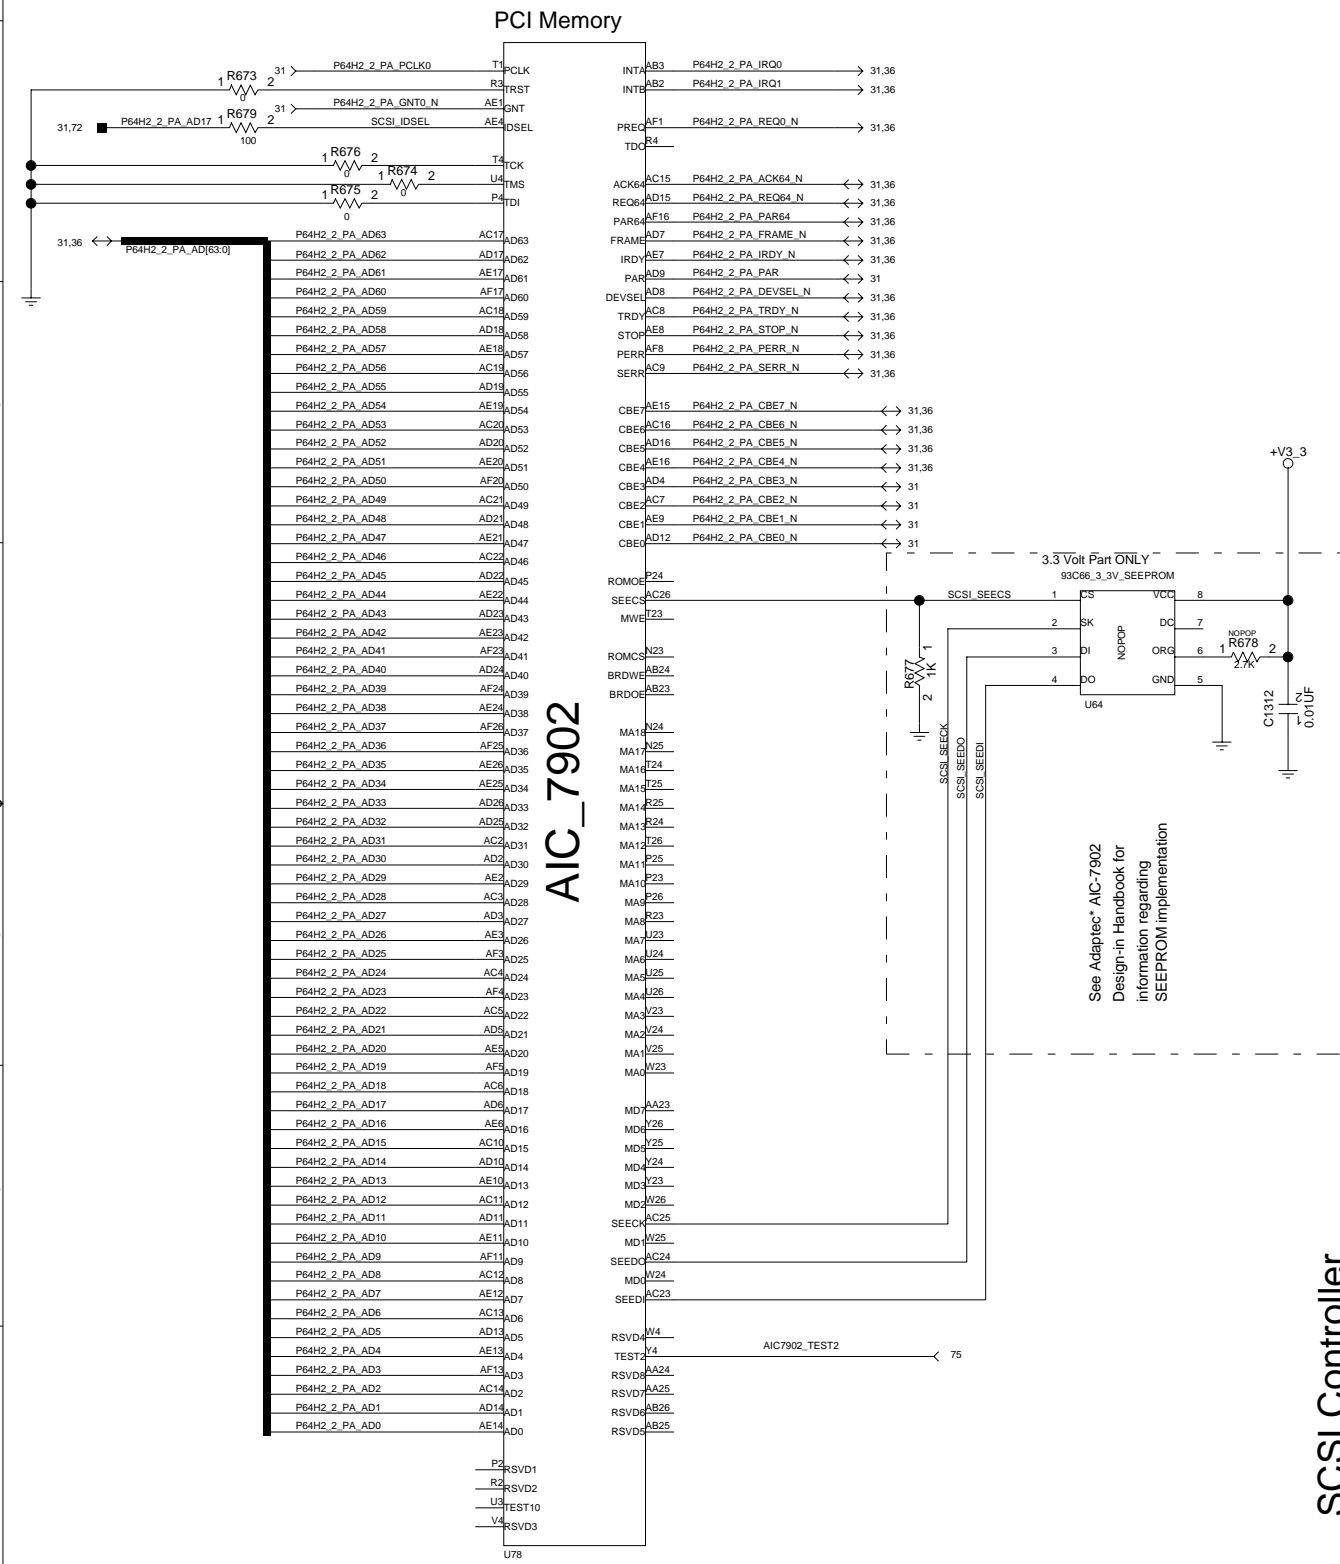 PCI Memory
31 P64H2_2_PA_PCLK0 T1 PCLK
1 R673 2 0 R3 TRST
31 P64H2_2_PA_GNT0_N AE1 GNT
31,72 P64H2_2_PA_AD17 1 R679 2 100 SCSI_IDSEL AE4 IDSEL
1 R676 2 0 T4 TCK
1 R674 2 0 U4 TMS
1 R675 2 0 P4 TDI
31,36 P64H2_2_PA_AD[63:0]
P64H2_2_PA_AD63 AC17 AD63
P64H2_2_PA_AD62 AD17 AD62
P64H2_2_PA_AD61 AE17 AD61
P64H2_2_PA_AD60 AF17 AD60
P64H2_2_PA_AD59 AC18 AD59
P64H2_2_PA_AD58 AD18 AD58
P64H2_2_PA_AD57 AE18 AD57
P64H2_2_PA_AD56 AC19 AD56
P64H2_2_PA_AD55 AD19 AD55
P64H2_2_PA_AD54 AE19 AD54
P64H2_2_PA_AD53 AC20 AD53
P64H2_2_PA_AD52 AD20 AD52
P64H2_2_PA_AD51 AE20 AD51
P64H2_2_PA_AD50 AF20 AD50
P64H2_2_PA_AD49 AC21 AD49
P64H2_2_PA_AD48 AD21 AD48
P64H2_2_PA_AD47 AE21 AD47
P64H2_2_PA_AD46 AC22 AD46
P64H2_2_PA_AD45 AD22 AD45
P64H2_2_PA_AD44 AE22 AD44
P64H2_2_PA_AD43 AD23 AD43
P64H2_2_PA_AD42 AE23 AD42
P64H2_2_PA_AD41 AF23 AD41
P64H2_2_PA_AD40 AD24 AD40
P64H2_2_PA_AD39 AF24 AD39
P64H2_2_PA_AD38 AE24 AD38
P64H2_2_PA_AD37 AF26 AD37
P64H2_2_PA_AD36 AF25 AD36
P64H2_2_PA_AD35 AE26 AD35
P64H2_2_PA_AD34 AE25 AD34
P64H2_2_PA_AD33 AD26 AD33
P64H2_2_PA_AD32 AD25 AD32
P64H2_2_PA_AD31 AC2 AD31
P64H2_2_PA_AD30 AD2 AD30
P64H2_2_PA_AD29 AE2 AD29
P64H2_2_PA_AD28 AC3 AD28
P64H2_2_PA_AD27 AD3 AD27
P64H2_2_PA_AD26 AE3 AD26
P64H2_2_PA_AD25 AF3 AD25
P64H2_2_PA_AD24 AC4 AD24
P64H2_2_PA_AD23 AF4 AD23
P64H2_2_PA_AD22 AC5 AD22
P64H2_2_PA_AD21 AD5 AD21
P64H2_2_PA_AD20 AE5 AD20
P64H2_2_PA_AD19 AF5 AD19
P64H2_2_PA_AD18 AC6 AD18
P64H2_2_PA_AD17 AD6 AD17
P64H2_2_PA_AD16 AE6 AD16
P64H2_2_PA_AD15 AC10 AD15
P64H2_2_PA_AD14 AD10 AD14
P64H2_2_PA_AD13 AE10 AD13
P64H2_2_PA_AD12 AC11 AD12
P64H2_2_PA_AD11 AD11 AD11
P64H2_2_PA_AD10 AE11 AD10
P64H2_2_PA_AD9 AF11 AD9
P64H2_2_PA_AD8 AC12 AD8
P64H2_2_PA_AD7 AE12 AD7
P64H2_2_PA_AD6 AC13 AD6
P64H2_2_PA_AD5 AD13 AD5
P64H2_2_PA_AD4 AE13 AD4
P64H2_2_PA_AD3 AF13 AD3
P64H2_2_PA_AD2 AC14 AD2
P64H2_2_PA_AD1 AD14 AD1
P64H2_2_PA_AD0 AE14 AD0
P2 RSVD1
R2 RSVD2
U3 TEST10
V4 RSVD3
U78
AIC_7902
INTA AB3 P64H2_2_PA_IRQ0 31,36
INTB AB2 P64H2_2_PA_IRQ1 31,36
PREQ AF1 P64H2_2_PA_REQ0_N 31,36
TDO R4
ACK64 AC15 P64H2_2_PA_ACK64_N 31,36
REQ64 AD15 P64H2_2_PA_REQ64_N 31,36
PAR64 AF16 P64H2_2_PA_PAR64 31,36
FRAME AD7 P64H2_2_PA_FRAME_N 31,36
IRDY AE7 P64H2_2_PA_IRDY_N 31,36
PAR AD9 P64H2_2_PA_PAR 31
DEVSEL AD8 P64H2_2_PA_DEVSEL_N 31,36
TRDY AC8 P64H2_2_PA_TRDY_N 31,36
STOP AE8 P64H2_2_PA_STOP_N 31,36
PERR AF8 P64H2_2_PA_PERR_N 31,36
SERR AC9 P64H2_2_PA_SERR_N 31,36
CBE7 AE15 P64H2_2_PA_CBE7_N 31,36
CBE6 AC16 P64H2_2_PA_CBE6_N 31,36
CBE5 AD16 P64H2_2_PA_CBE5_N 31,36
CBE4 AE16 P64H2_2_PA_CBE4_N 31,36
CBE3 AD4 P64H2_2_PA_CBE3_N 31
CBE2 AC7 P64H2_2_PA_CBE2_N 31
CBE1 AE9 P64H2_2_PA_CBE1_N 31
CBE0 AD12 P64H2_2_PA_CBE0_N 31
ROMOE P24
SEECS AC26 SCSI_SEECS
MWE T23
ROMCS N23
BRDWE AB24
BRDOE AB23
MA18 N24
MA17 N25
MA16 T24
MA15 T25
MA14 R25
MA13 R24
MA12 T26
MA11 P25
MA10 P23
MA9 P26
MA8 R23
MA7 U23
MA6 U24
MA5 U25
MA4 U26
MA3 V23
MA2 V24
MA1 V25
MA0 W23
MD7 AA23
MD6 Y26
MD5 Y25
MD4 Y24
MD3 Y23
MD2 W26
SEECK AC25
MD1 W25
SEEDO AC24
MD0 W24
SEEDI AC23
RSVD4 W4
TEST2 Y4 AIC7902_TEST2 75
RSVD8 AA24
RSVD7 AA25
RSVD6 AB26
RSVD5 AB25
+V3_3
3.3 Volt Part ONLY
93C66_3_3V_SEEPROM
1 CS VCC 8
2 SK DC 7
3 DI ORG 6
4 DO GND 5
NOPOP
U64
NOPOP
1 R678 2
2.7K
R677 1K 1 2
C1312 0.01UF 2 1
SCSI_SEECK
SCSI_SEEDO
SCSI_SEEDI
See Adaptec* AIC-7902
Design-in Handbook for
information regarding
SEEPROM implementation
SCSI Controller